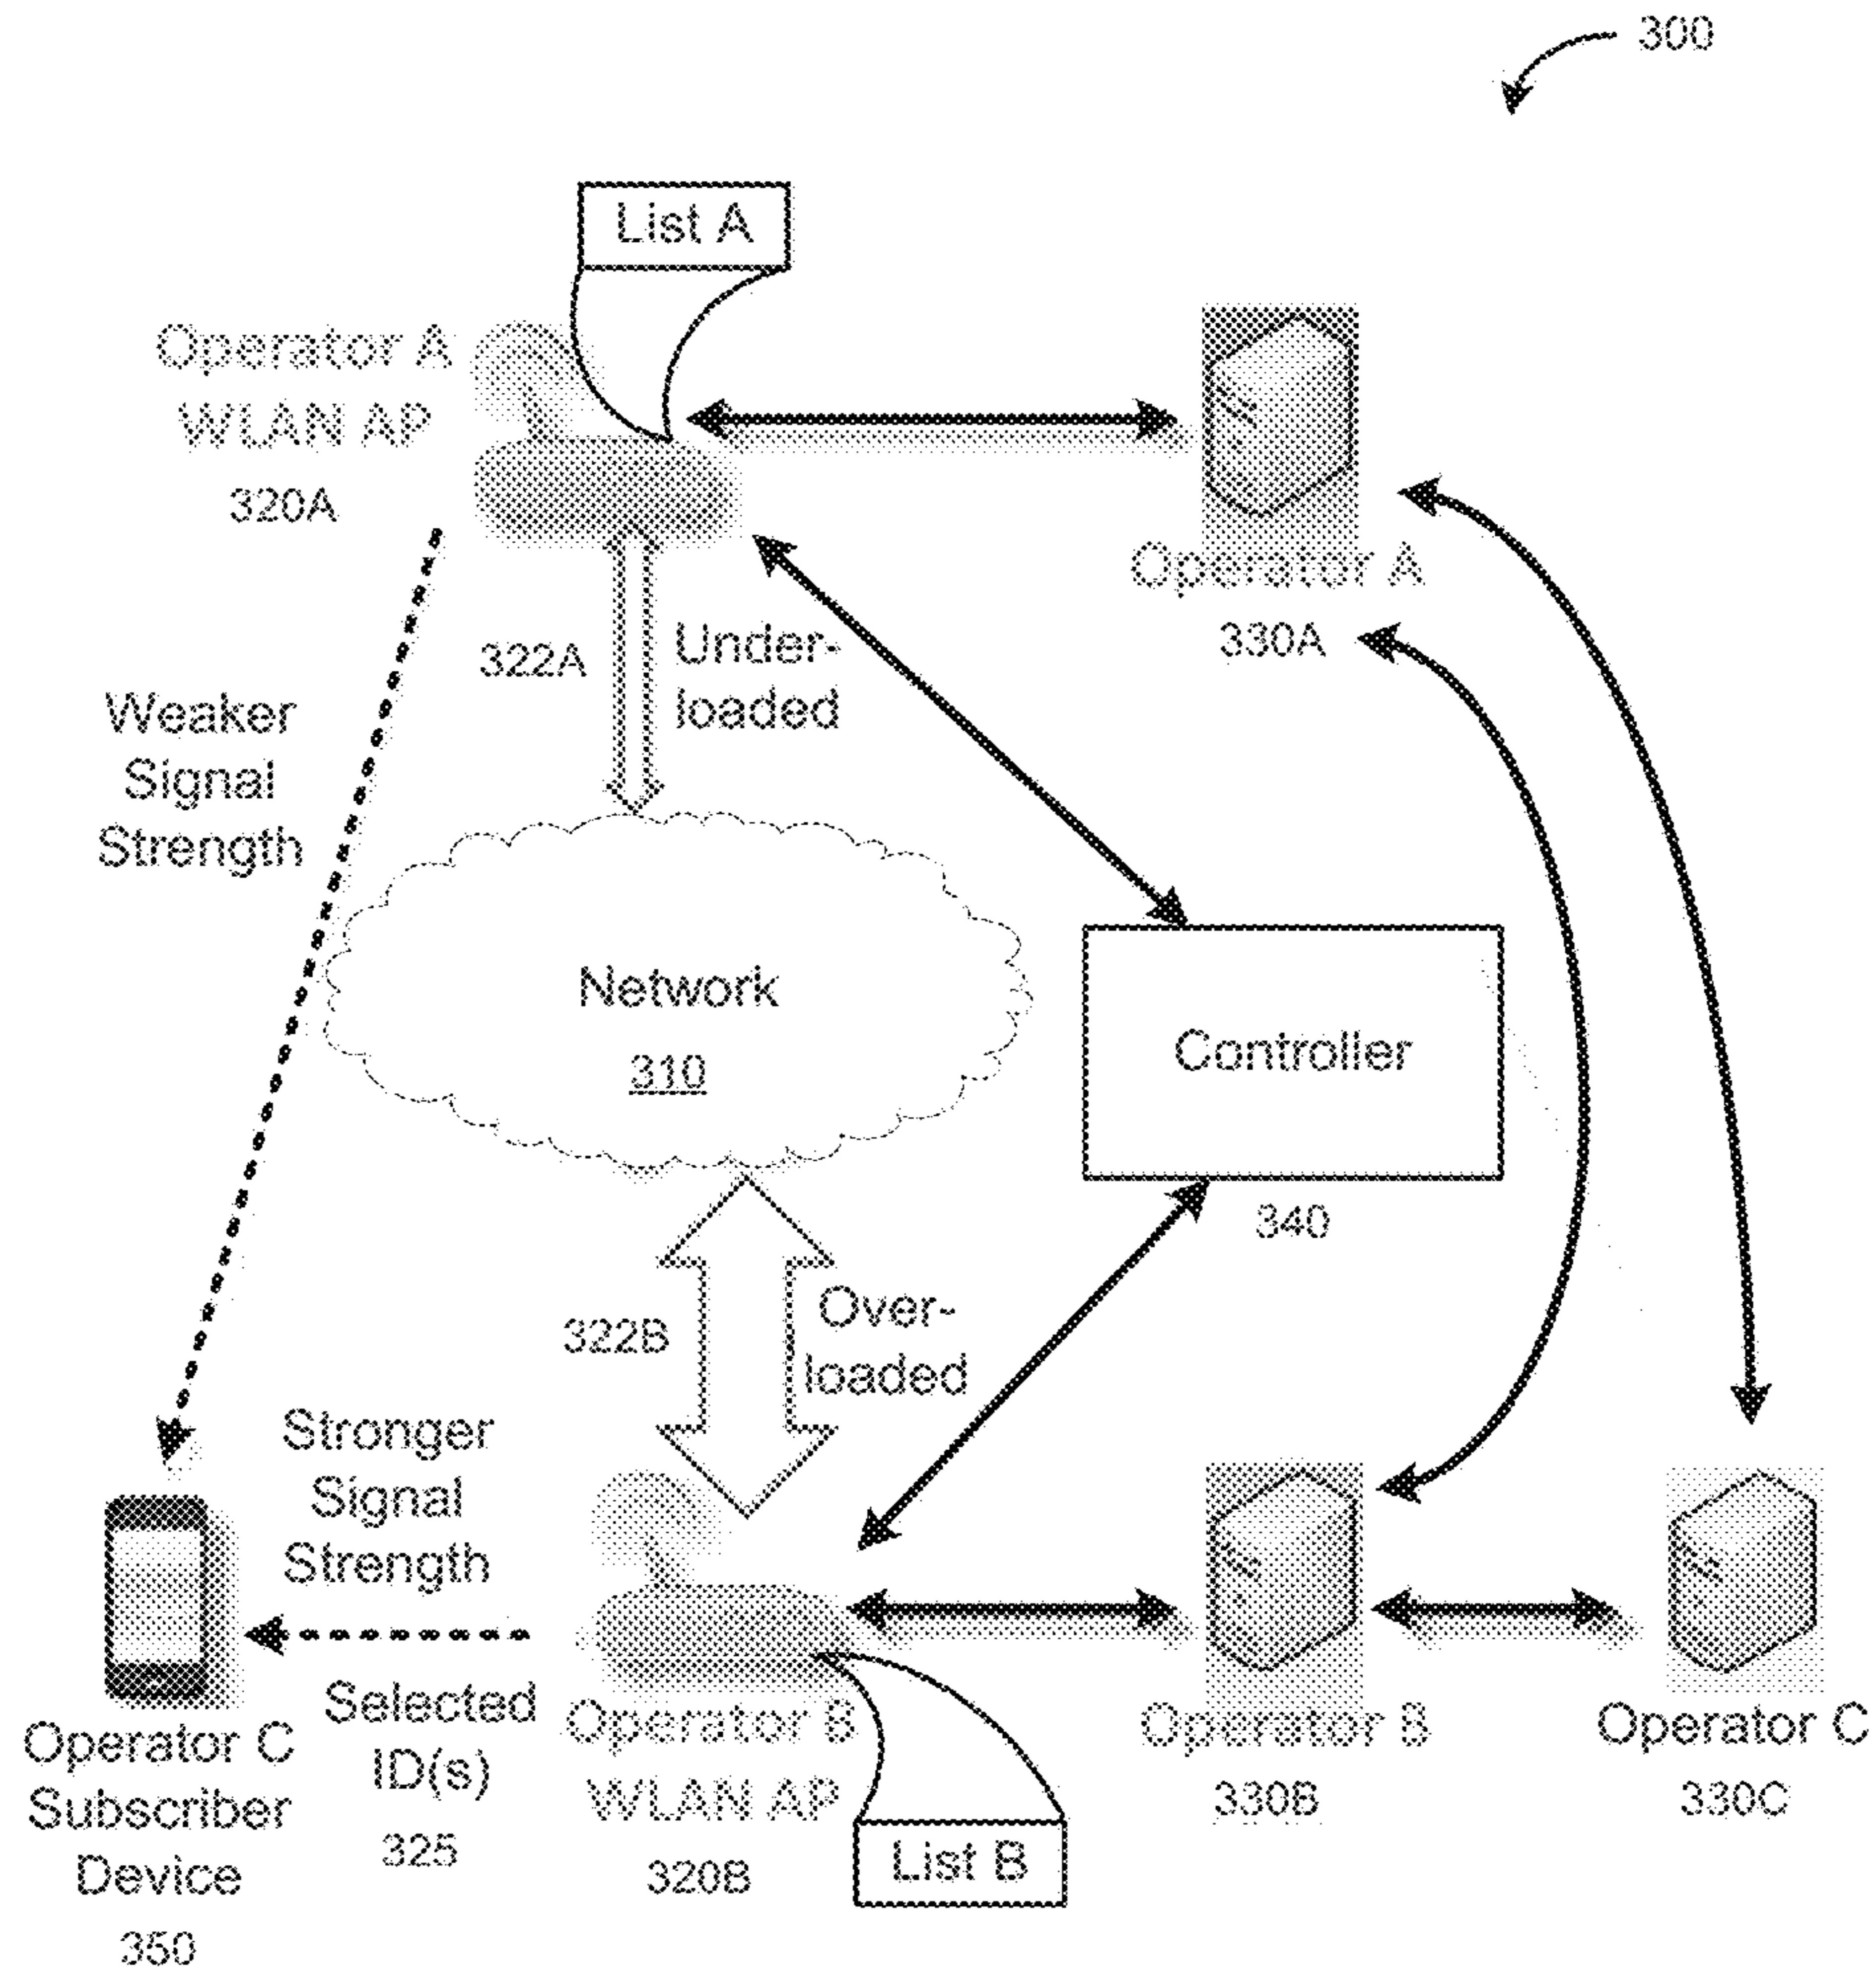 300
List A
Operator A
WLAN AP
320A
Operator A
330A
322A
Under-
loaded
Weaker
Signal
Strength
Network
310
Controller
340
322B
Over-
loaded
Stronger
Signal
Strength
Selected
ID(s)
325
Operator C
Subscriber
Device
350
Operator B
WLAN AP
320B
List B
Operator B
330B
Operator C
330C